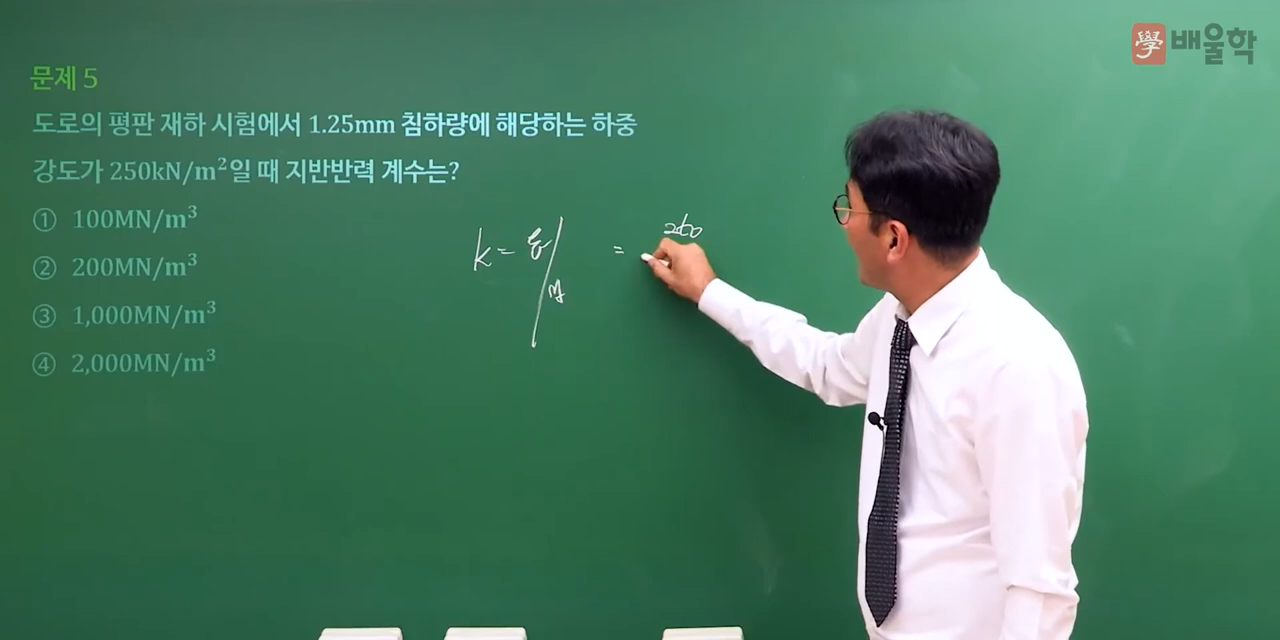 學 배울학
문제 5
도로의 평판 재하 시험에서 1.25mm 침하량에 해당하는 하중
강도가 250kN/m²일 때 지반반력 계수는?
① 100MN/m³
② 200MN/m³
③ 1,000MN/m³
④ 2,000MN/m³
k = / =